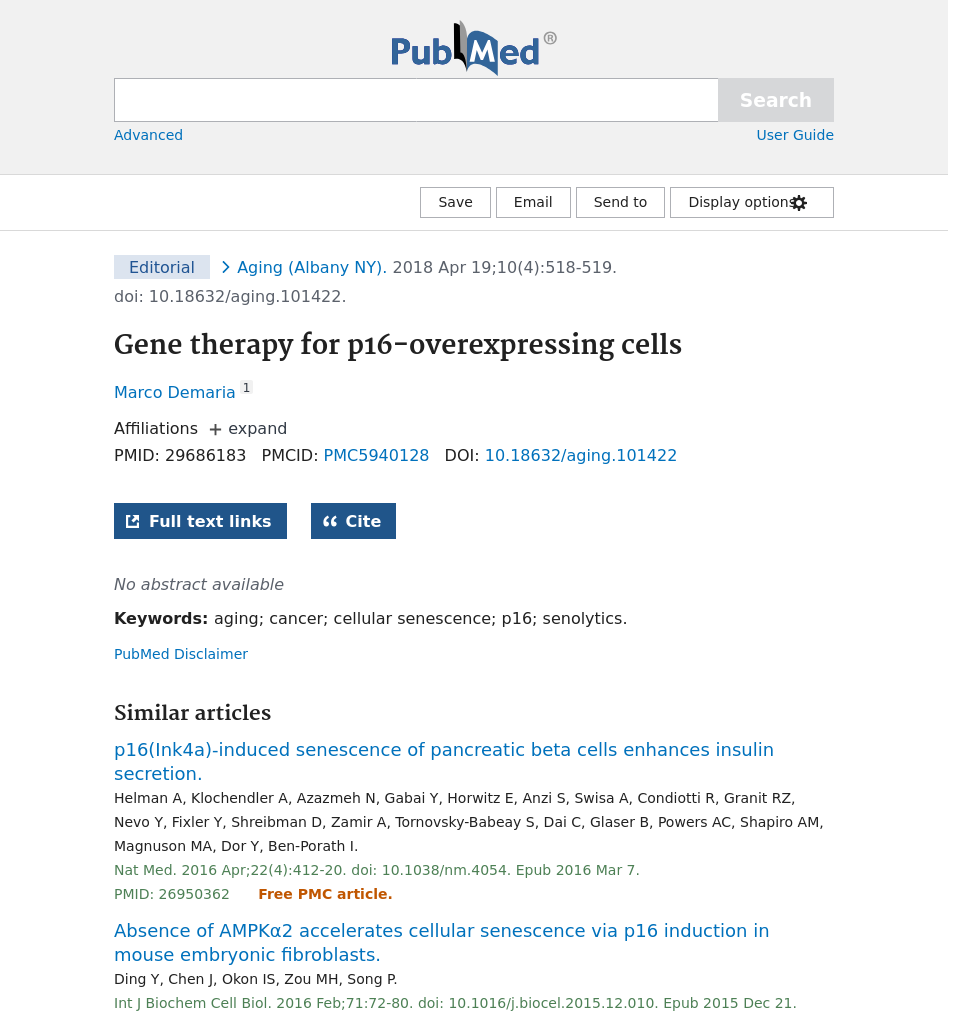 PubMed®
Search
Advanced User Guide
Save Email Send to Display options
Editorial Aging (Albany NY). 2018 Apr 19;10(4):518-519.
doi: 10.18632/aging.101422.
Gene therapy for p16-overexpressing cells
Marco Demaria 1
Affiliations + expand
PMID: 29686183 PMCID: PMC5940128 DOI: 10.18632/aging.101422
Full text links Cite
No abstract available
Keywords: aging; cancer; cellular senescence; p16; senolytics.
PubMed Disclaimer
Similar articles
p16(Ink4a)-induced senescence of pancreatic beta cells enhances insulin
secretion.
Helman A, Klochendler A, Azazmeh N, Gabai Y, Horwitz E, Anzi S, Swisa A, Condiotti R, Granit RZ,
Nevo Y, Fixler Y, Shreibman D, Zamir A, Tornovsky-Babeay S, Dai C, Glaser B, Powers AC, Shapiro AM,
Magnuson MA, Dor Y, Ben-Porath I.
Nat Med. 2016 Apr;22(4):412-20. doi: 10.1038/nm.4054. Epub 2016 Mar 7.
PMID: 26950362 Free PMC article.
Absence of AMPKα2 accelerates cellular senescence via p16 induction in
mouse embryonic fibroblasts.
Ding Y, Chen J, Okon IS, Zou MH, Song P.
Int J Biochem Cell Biol. 2016 Feb;71:72-80. doi: 10.1016/j.biocel.2015.12.010. Epub 2015 Dec 21.